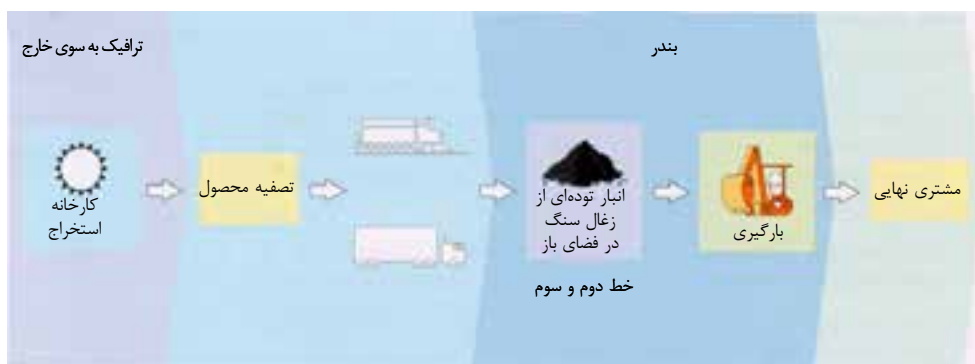 ترافیک به سوی خارج
بندر
کارخانه
استخراج
تصفیه محصول
انبار توده‌ای از
زغال سنگ
در فضای باز
بارگیری
مشتری نهایی
خط دوم و سوم